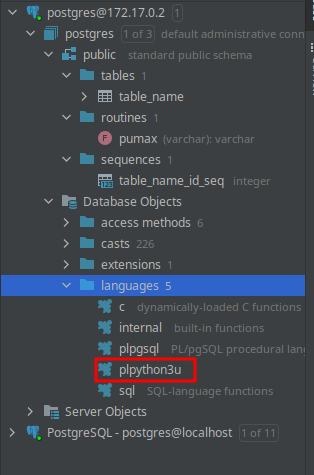 postgres@172.17.0.2 1
postgres 1 of 3 default administrative conn
public standard public schema
tables 1
table_name
routines 1
F pumax (varchar): varchar
sequences 1
123 table_name_id_seq integer
Database Objects
access methods 6
casts 226
extensions 1
languages 5
c dynamically-loaded C functions
internal built-in functions
plpgsql PL/pgSQL procedural lang
plpython3u
sql SQL-language functions
Server Objects
PostgreSQL - postgres@localhost 1 of 11